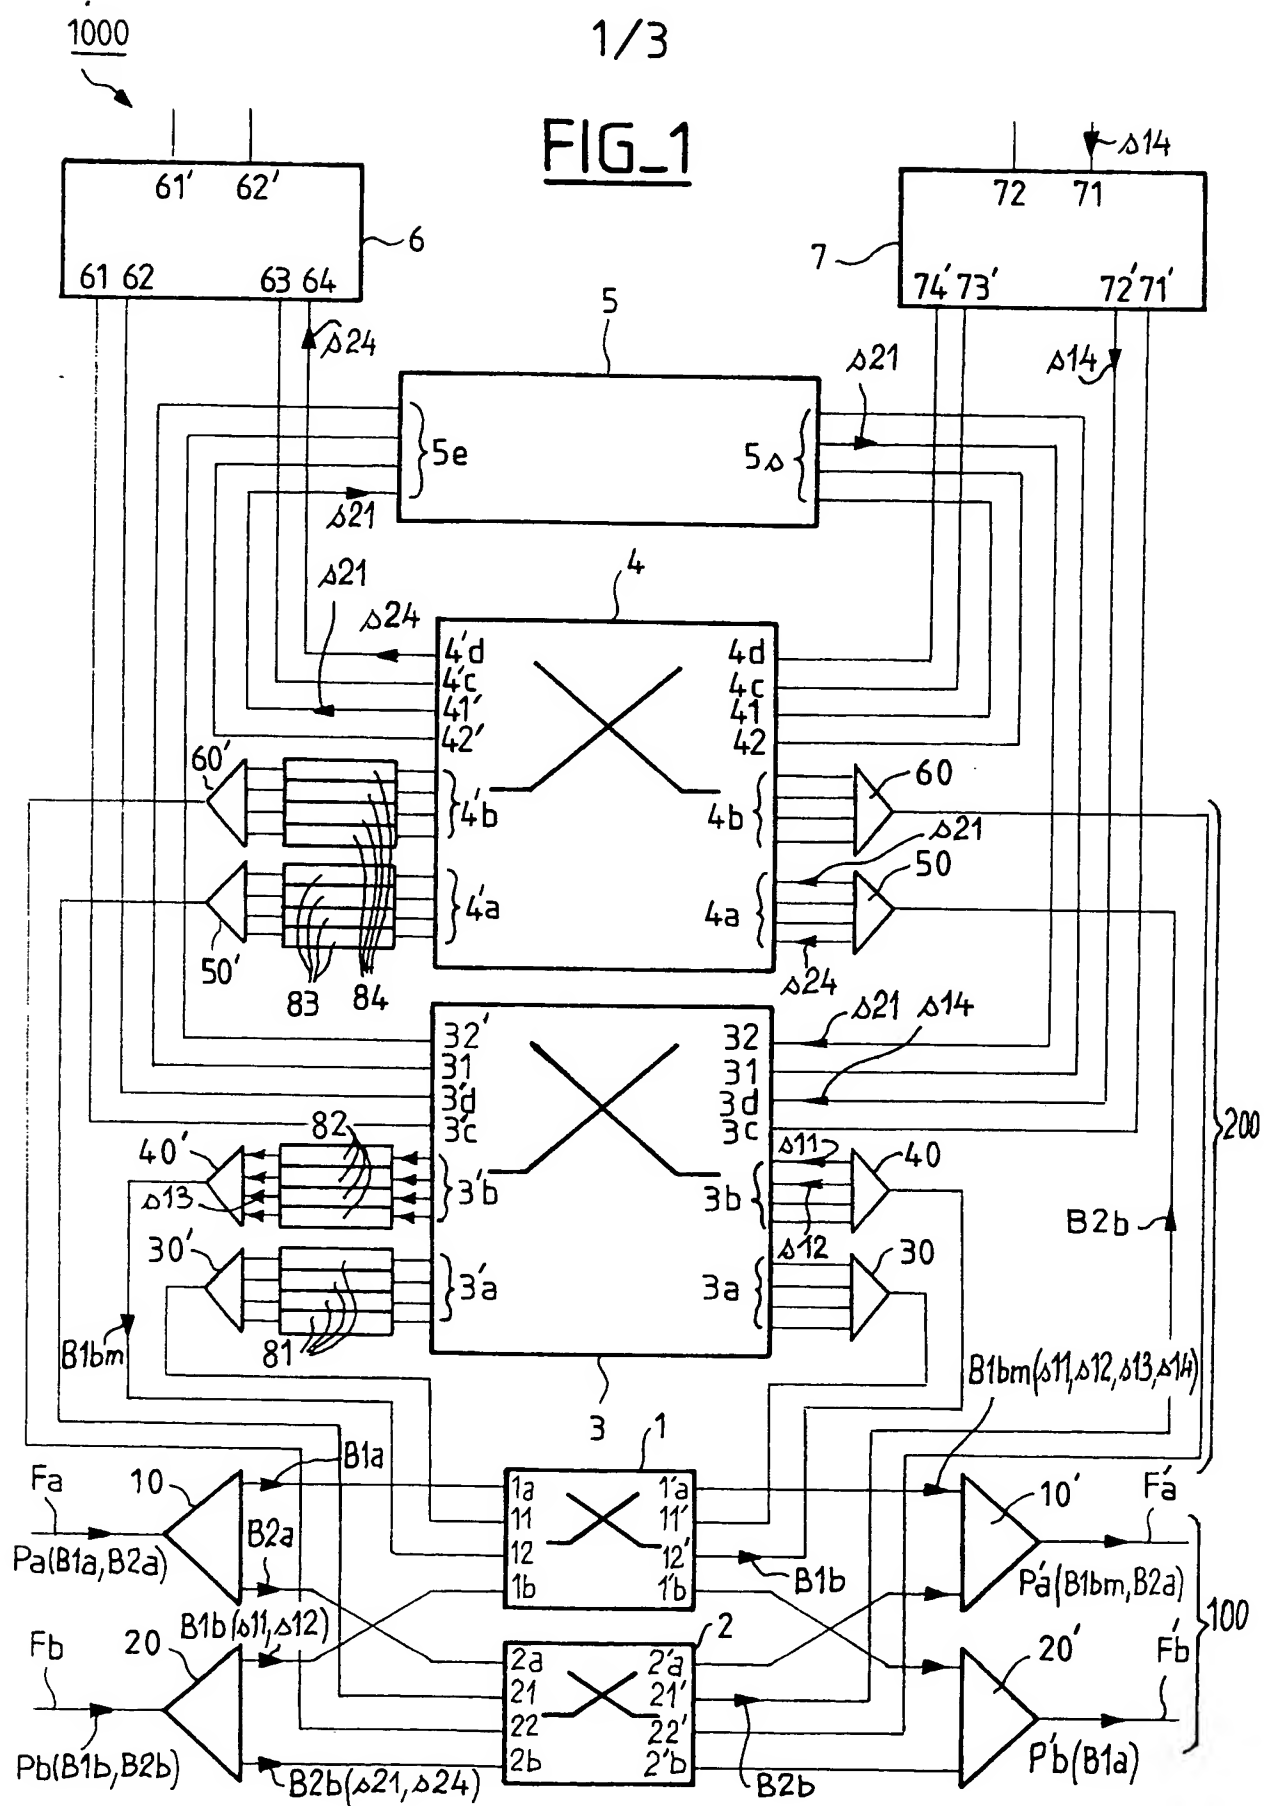 1000
1/3
FIG_1
s14
61' 62'
72 71
6
7
61 62 63 64
74' 73' 72' 71'
s24
5
s14
s21
5e
5s
s21
s21
4
s24
4'd
4d
4'c
4c
41'
41
42'
42
60'
60
4'b
4b
s21
50
4'a
4a
50'
83 84
s24
s21 s14
32'
32
31
31
3'd
3d
3'c
3c
82
s11
40'
40
200
s13
3'b
3b
B2b
s12
30'
30
3'a
3a
81
B1bm
B1bm(s11,s12,s13,s14)
3
1
B1a
Fa
10
1a
1'a
10'
F'a
11
11'
B2a
12
12'
Pa(B1a,B2a)
1b
1'b
B1b
P'a(B1bm,B2a)
100
B1b(s11,s12)
2
Fb
20
2a
2'a
20'
F'b
21
21'
22
22'
Pb(B1b,B2b)
2b
2'b
P'b(B1a)
B2b(s21,s24)
B2b